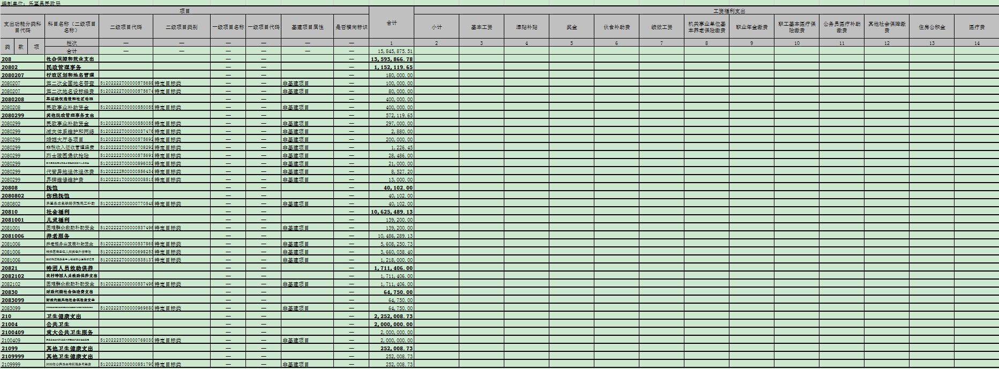 编制单位：乐至县民政局
项目 合计 工资福利支出
支出功能分类科目代码 科目名称（二级项目名称） 二级项目代码 二级项目类别 一级项目名称 一级项目代码 基建项目属性 是否横向标识 小计 基本工资 津贴补贴 奖金 伙食补助费 绩效工资 机关事业单位基本养老保险缴费 职业年金缴费 职工基本医疗保险缴费 公务员医疗补助缴费 其他社会保障缴费 住房公积金 医疗费
类 款 项 栏次 — — — — — — 1 2 3 4 5 6 7 8 9 10 11 12 13 14
合计 — — — — — — 15,845,875.51
208 社会保障和就业支出 — — — 13,593,866.78
20802 民政管理事务 — — — 1,152,119.65
2080207 行政区划和地名管理 — — — 180,000.00
2080207 第二次全国地名普查 51202222T00000575688 特定目标类 — — 非基建项目 — 100,000.00
2080207 第二次地名设标经费 51202222T00000575674 特定目标类 — — 非基建项目 — 80,000.00
2080208 基层政权建设和社区治理 — — — 400,000.00
2080208 民政事业补助资金 51202222T00000550055 特定目标类 — — 非基建项目 — 400,000.00
2080299 其他民政管理事务支出 — — — 572,119.65
2080299 民政事业补助资金 51202222T00000550055 特定目标类 — — 非基建项目 — 297,000.00
2080299 减灾体系维护和网络 51202222T00000037476 特定目标类 — — 非基建项目 — 2,880.00
2080299 婚姻大厅各项目 51202222T00000575692 特定目标类 — — 非基建项目 — 200,000.00
2080299 非税收入征收管理经费 51202222T00000708292 特定目标类 — — 非基建项目 — 1,226.45
2080299 烈士陵园堡坎抢险 51202222T00000575691 特定目标类 — — 非基建项目 — 28,486.00
2080299 51202223T00000896032 特定目标类 — — 非基建项目 — 21,000.00
2080299 代管异地退休退休费 51202222R00000556434 特定目标类 — — 非基建项目 — 8,527.20
2080299 界碑维修维护费 51202221T00000008515 特定目标类 — — 非基建项目 — 13,000.00
20808 抚恤 — — — 40,102.00
2080802 伤残抚恤 — — — 40,102.00
2080802 51202223T00000770548 特定目标类 — — 非基建项目 — 40,102.00
20810 社会福利 — — — 10,625,489.13
2081001 儿童福利 — — — 139,200.00
2081001 困难群众救助补助资金 51202222T00000537496 特定目标类 — — 非基建项目 — 139,200.00
2081006 养老服务 — — — 10,486,289.13
2081006 养老服务业发展补助资金 51202222T00000537868 特定目标类 — — 非基建项目 — 5,608,250.73
2081006 51202222T00000698253 特定目标类 — — 非基建项目 — 3,660,038.40
2081006 51202222T00000535137 特定目标类 — — 非基建项目 — 1,218,000.00
20821 特困人员救助供养 — — — 1,711,406.00
2082102 农村特困人员救助供养支出 — — — 1,711,406.00
2082102 困难群众救助补助资金 51202222T00000537496 特定目标类 — — 非基建项目 — 1,711,406.00
20830 财政代缴社会保险费支出 — — — 64,750.00
2083099 财政代缴其他社会保险费支出 — — — 64,750.00
2083099 51202223T00000969680 特定目标类 — — 非基建项目 — 64,750.00
210 卫生健康支出 — — — 2,252,008.73
21004 公共卫生 — — — 2,000,000.00
2100409 重大公共卫生服务 — — — 2,000,000.00
2100409 51202223T00000768030 特定目标类 — — 非基建项目 — 2,000,000.00
21099 其他卫生健康支出 — — — 252,008.73
2109999 其他卫生健康支出 — — — 252,008.73
2109999 51202223T00000851790 特定目标类 — — 非基建项目 — 252,008.73